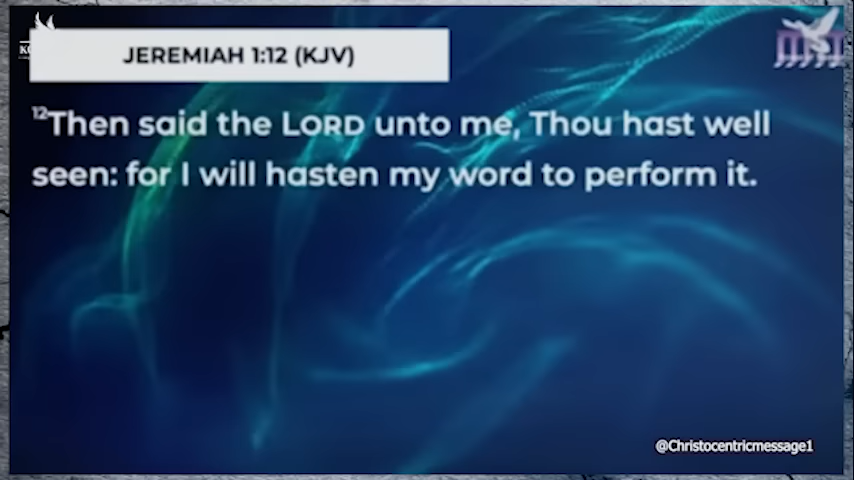 JEREMIAH 1:12 (KJV)
12Then said the LORD unto me, Thou hast well
seen: for I will hasten my word to perform it.
@Christocentricmessage1